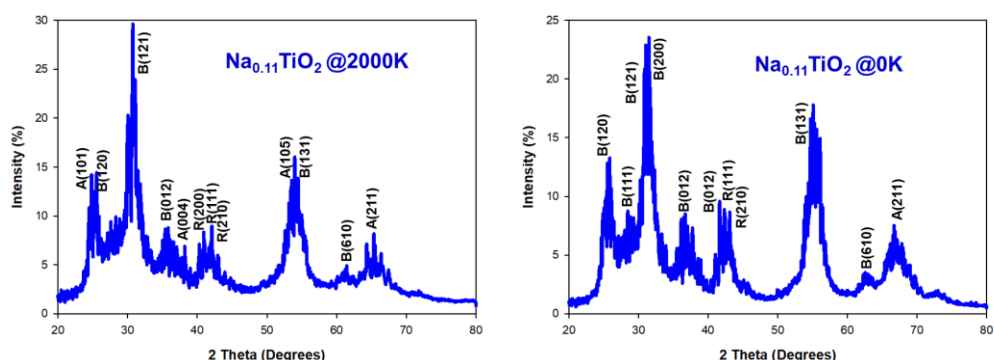 Na0.11TiO2 @2000K
Intensity (%)
30
25
20
15
10
5
0
A(101)
B(120)
B(121)
B(012)
A(004)
R(200)
R(111)
R(210)
A(105)
B(131)
B(610)
A(211)
20 30 40 50 60 70 80
2 Theta (Degrees)
Na0.11TiO2 @0K
Intensity (%)
25
20
15
10
5
0
B(120)
B(111)
B(121)
B(200)
B(012)
B(012)
R(111)
R(210)
B(131)
B(610)
A(211)
20 30 40 50 60 70 80
2 Theta (Degrees)